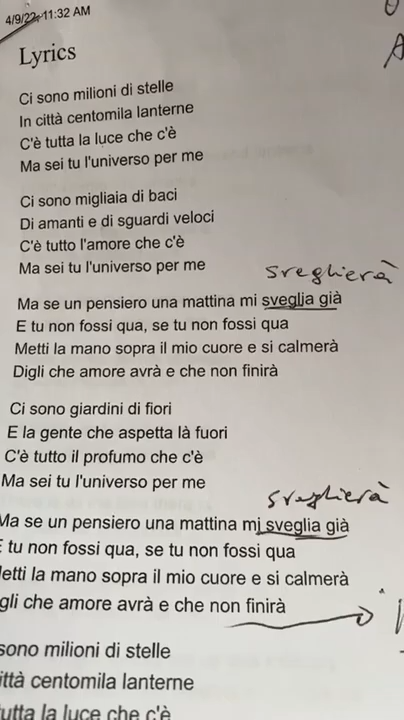 4/9/22, 11:32 AM
Lyrics
Ci sono milioni di stelle
In città centomila lanterne
C'è tutta la luce che c'è
Ma sei tu l'universo per me
Ci sono migliaia di baci
Di amanti e di sguardi veloci
C'è tutto l'amore che c'è
Ma sei tu l'universo per me
sveglierà
Ma se un pensiero una mattina mi sveglia già
E tu non fossi qua, se tu non fossi qua
Metti la mano sopra il mio cuore e si calmerà
Digli che amore avrà e che non finirà
Ci sono giardini di fiori
E la gente che aspetta là fuori
C'è tutto il profumo che c'è
Ma sei tu l'universo per me
sveglierà
Ma se un pensiero una mattina mi sveglia già
E tu non fossi qua, se tu non fossi qua
Metti la mano sopra il mio cuore e si calmerà
gli che amore avrà e che non finirà
sono milioni di stelle
ittà centomila lanterne
tutta la luce che c'è